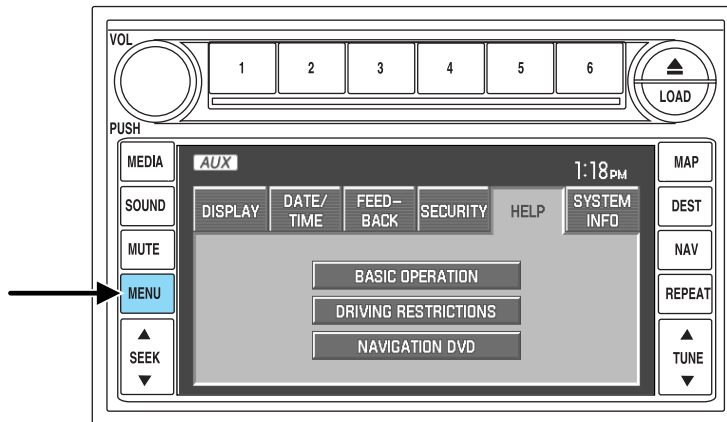 VOL
1 2 3 4 5 6
LOAD
PUSH
MEDIA
AUX
1:18PM
MAP
SOUND
DISPLAY
DATE/
TIME
FEED-
BACK
SECURITY
HELP
SYSTEM
INFO
DEST
MUTE
NAV
BASIC OPERATION
MENU
DRIVING RESTRICTIONS
REPEAT
NAVIGATION DVD
SEEK
TUNE